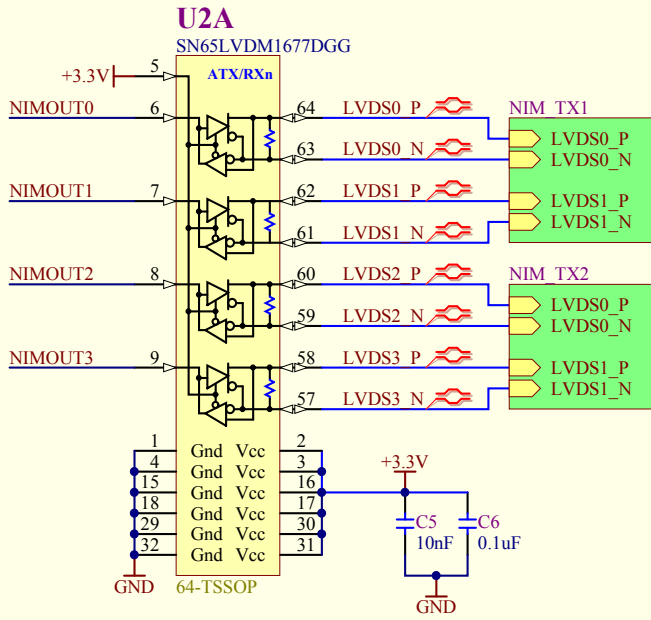 U2A
SN65LVDM1677DGG
+3.3V 5 ATX/RXn
NIMOUT0 6 64 LVDS0_P NIM_TX1
LVDS0_P
63 LVDS0_N LVDS0_N
NIMOUT1 7 62 LVDS1_P LVDS1_P
LVDS1_N
61 LVDS1_N
NIMOUT2 8 60 LVDS2_P NIM_TX2
LVDS0_P
59 LVDS2_N LVDS0_N
NIMOUT3 9 58 LVDS3_P LVDS1_P
LVDS1_N
57 LVDS3_N
1 Gnd Vcc 2
4 Gnd Vcc 3 +3.3V
15 Gnd Vcc 16
18 Gnd Vcc 17 C5 C6
29 Gnd Vcc 30 10nF 0.1uF
32 Gnd Vcc 31
GND 64-TSSOP
GND